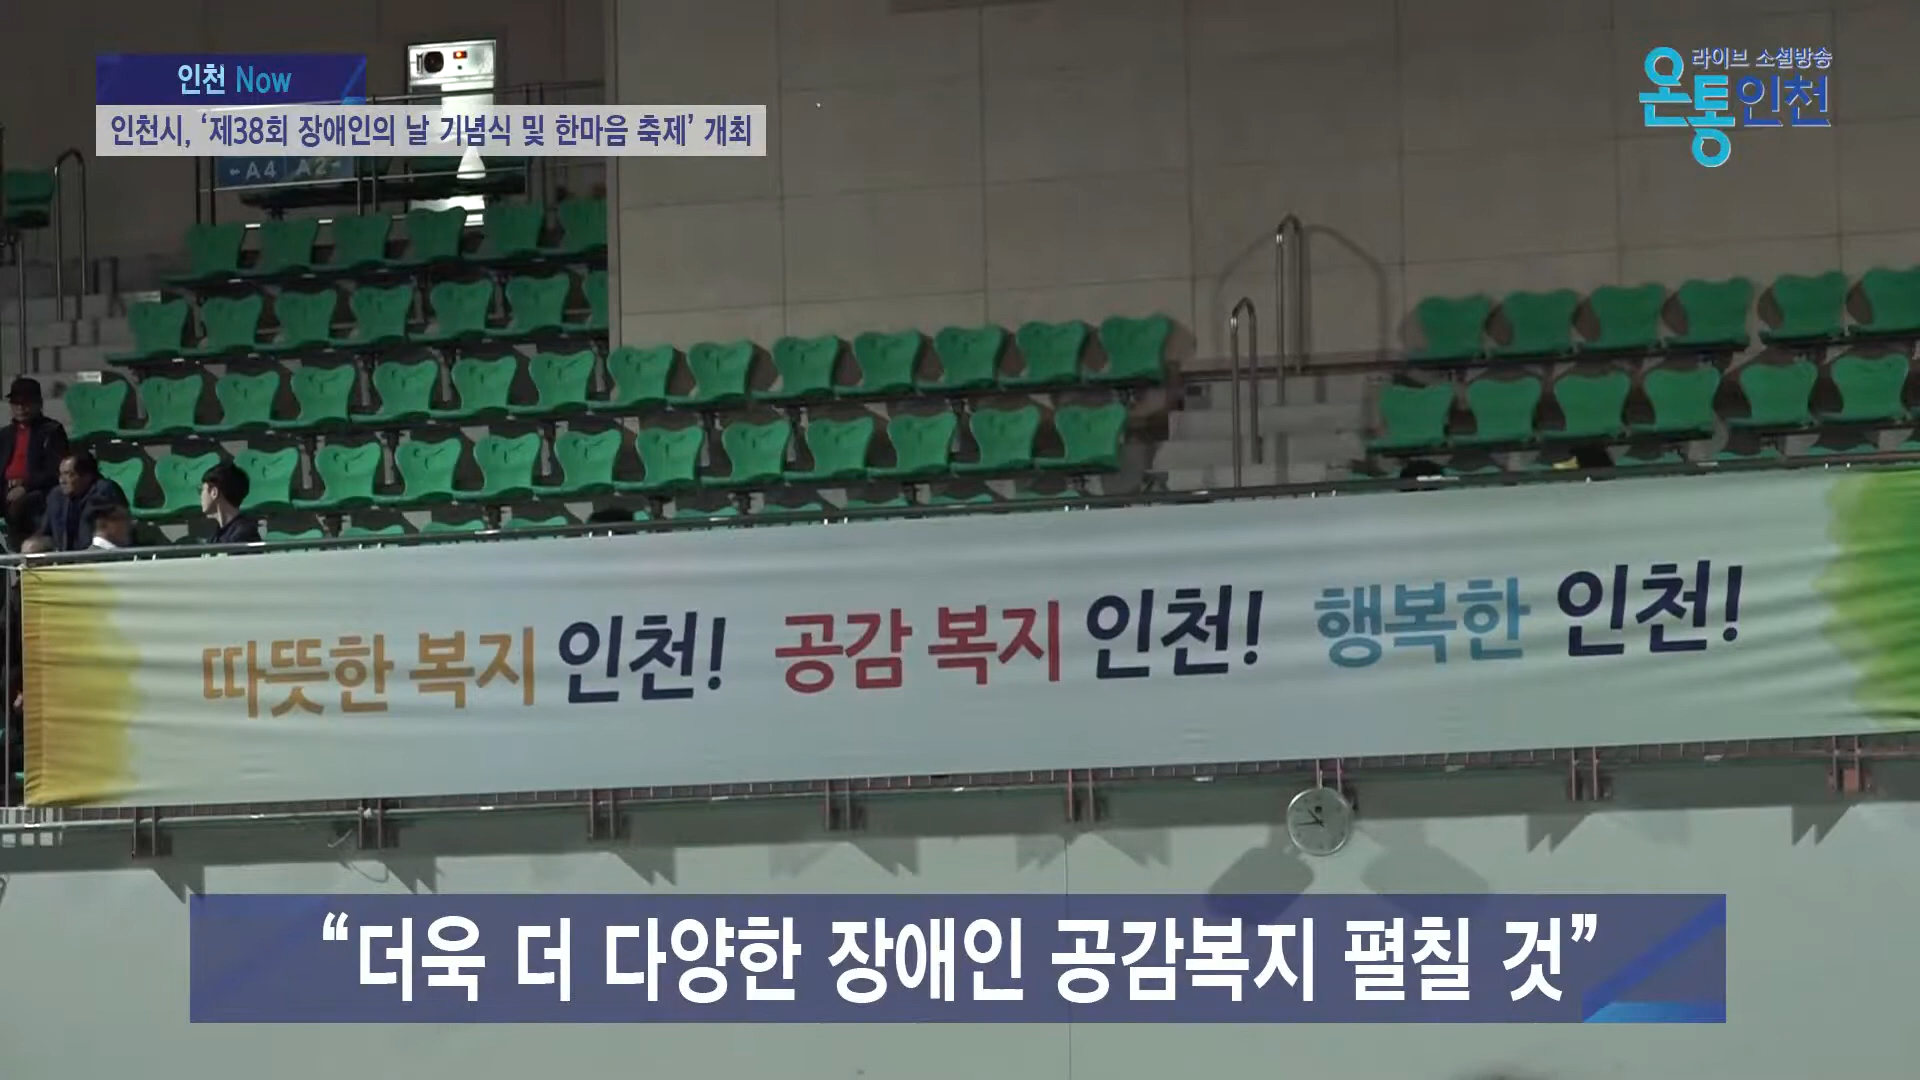 인천 Now
인천시, ‘제38회 장애인의 날 기념식 및 한마음 축제’ 개최
라이브 소셜방송
온통인천
←A4 A2→
따뜻한 복지 인천! 공감 복지 인천! 행복한 인천!
“더욱 더 다양한 장애인 공감복지 펼칠 것”